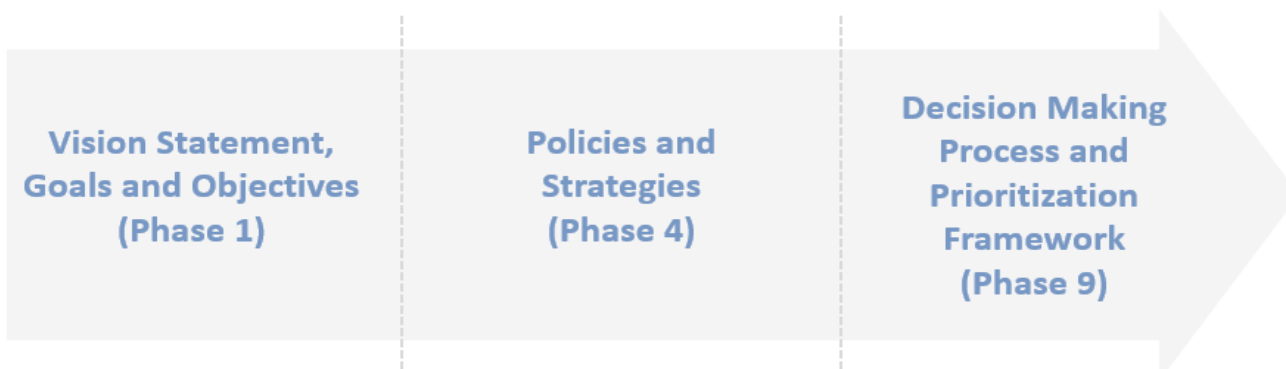 Vision Statement,
Goals and Objectives
(Phase 1)
Policies and
Strategies
(Phase 4)
Decision Making
Process and
Prioritization
Framework
(Phase 9)